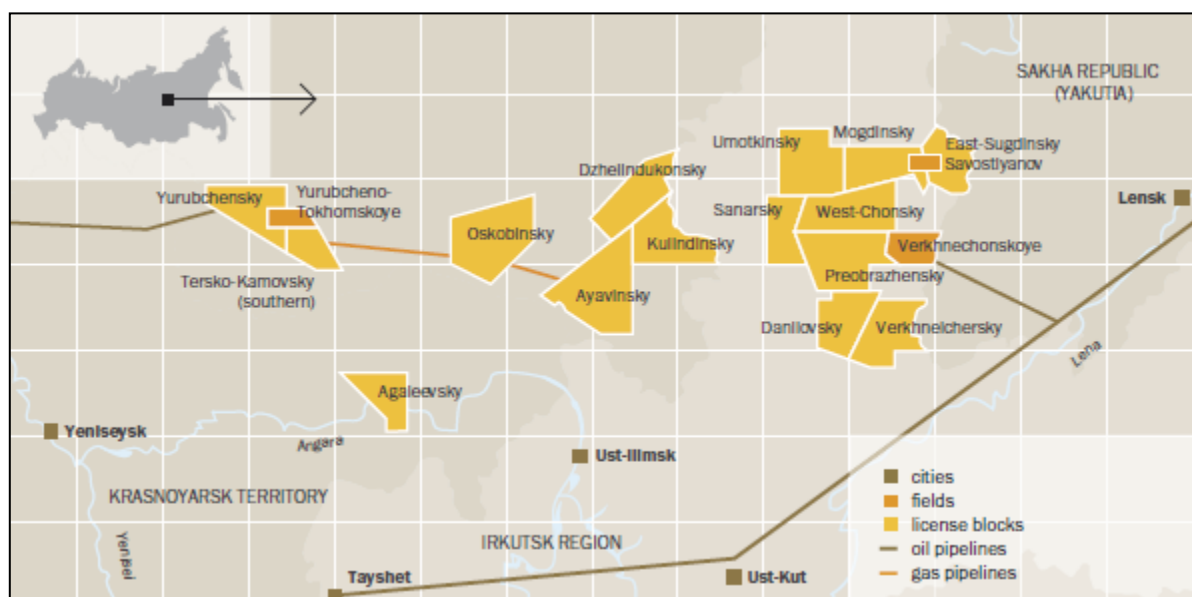 SAKHA REPUBLIC
(YAKUTIA)
Umotkinsky
Mogdinsky
East-Sugdinsky
Savostiyanov
Dzhelindukonsky
Yurubchensky
Yurubcheno-
Tokhomskoye
Lensk
Sanarsky
West-Chonsky
Oskobinsky
Kulindinsky
Verkhnechonskoye
Tersko-Kamovsky
(southern)
Preobrazhensky
Ayavinsky
Danilovsky
Verkhneichersky
Lena
Agaleevsky
Yeniseysk
Angara
Ust-Ilimsk
cities
KRASNOYARSK TERRITORY
fields
license blocks
IRKUTSK REGION
oil pipelines
Yenisei
Tayshet
Ust-Kut
gas pipelines